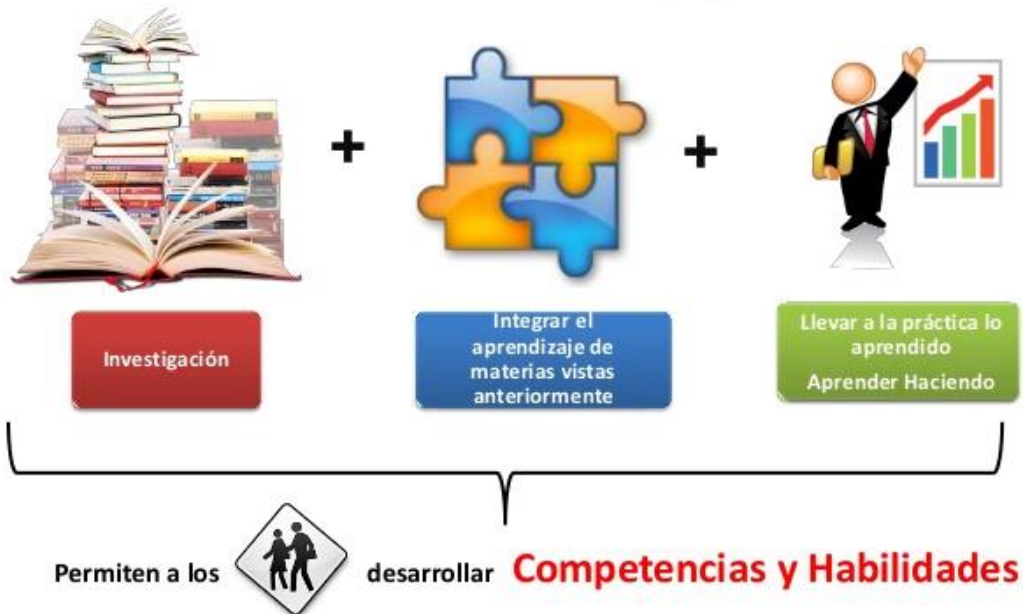 Investigación
Integrar el
aprendizaje de
materias vistas
anteriormente
Llevar a la práctica lo
aprendido
Aprender Haciendo
Permiten a los desarrollar Competencias y Habilidades